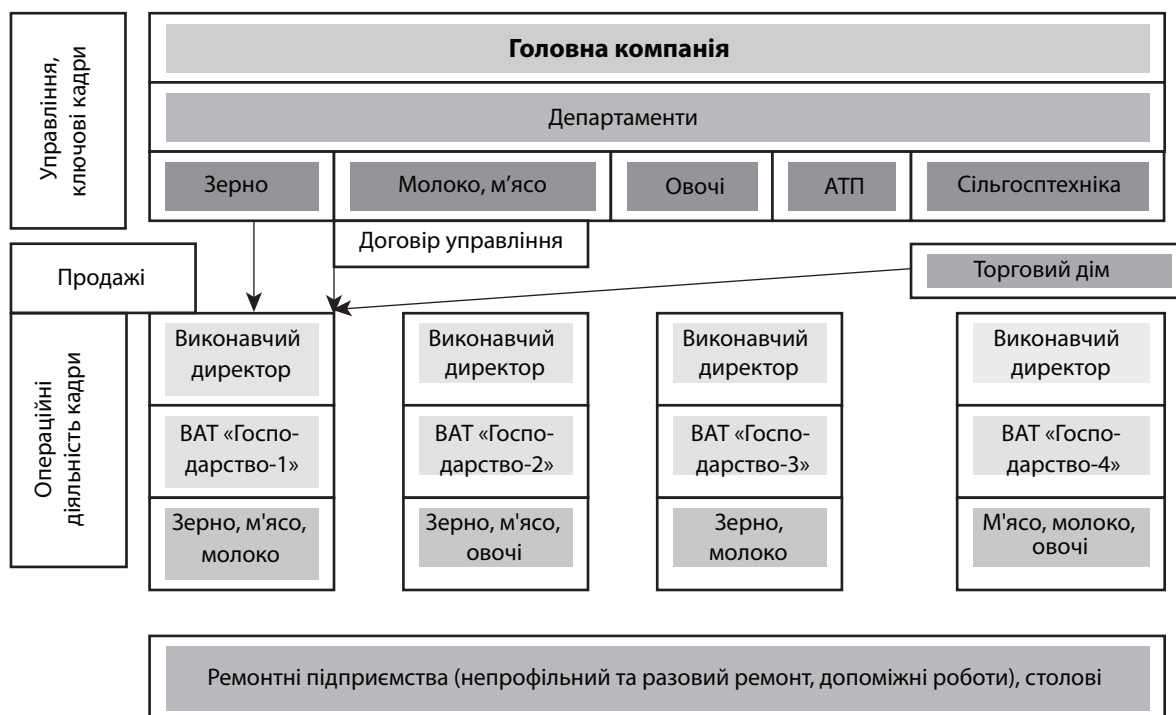 Управління,
ключові кадри
Головна компанія
Департаменти
Зерно
Молоко, м’ясо
Овочі
АТП
Сільгосптехніка
Договір управління
Продажі
Торговий дім
Операційні
діяльність кадри
Виконавчий
директор
Виконавчий
директор
Виконавчий
директор
Виконавчий
директор
ВАТ «Госпо-
дарство-1»
ВАТ «Госпо-
дарство-2»
ВАТ «Госпо-
дарство-3»
ВАТ «Госпо-
дарство-4»
Зерно, м'ясо,
молоко
Зерно, м'ясо,
овочі
Зерно,
молоко
М'ясо, молоко,
овочі
Ремонтні підприємства (непрофільний та разовий ремонт, допоміжні роботи), столові